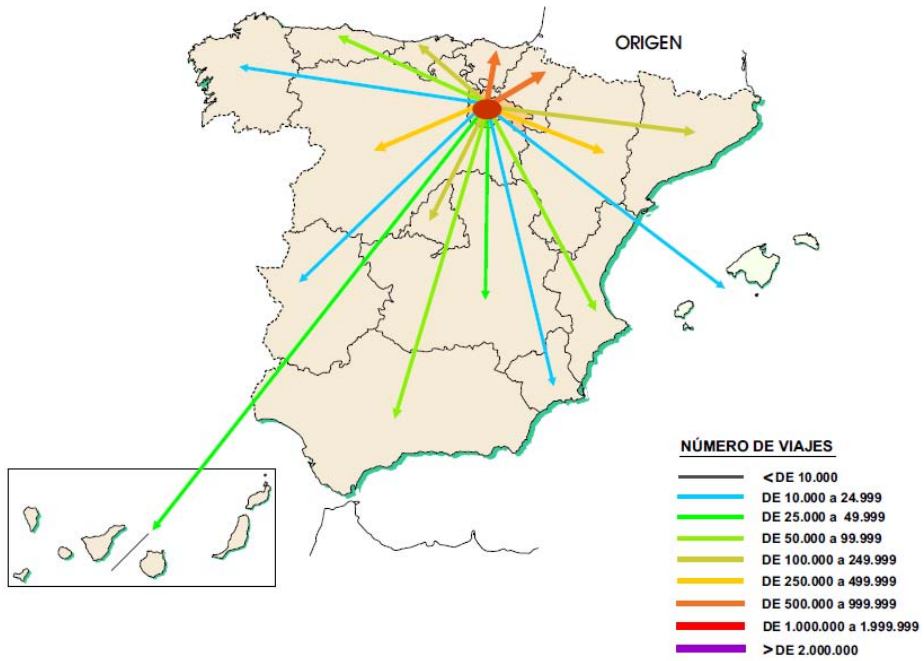 ORIGEN
NÚMERO DE VIAJES
< DE 10.000
DE 10.000 a 24.999
DE 25.000 a 49.999
DE 50.000 a 99.999
DE 100.000 a 249.999
DE 250.000 a 499.999
DE 500.000 a 999.999
DE 1.000.000 a 1.999.999
> DE 2.000.000